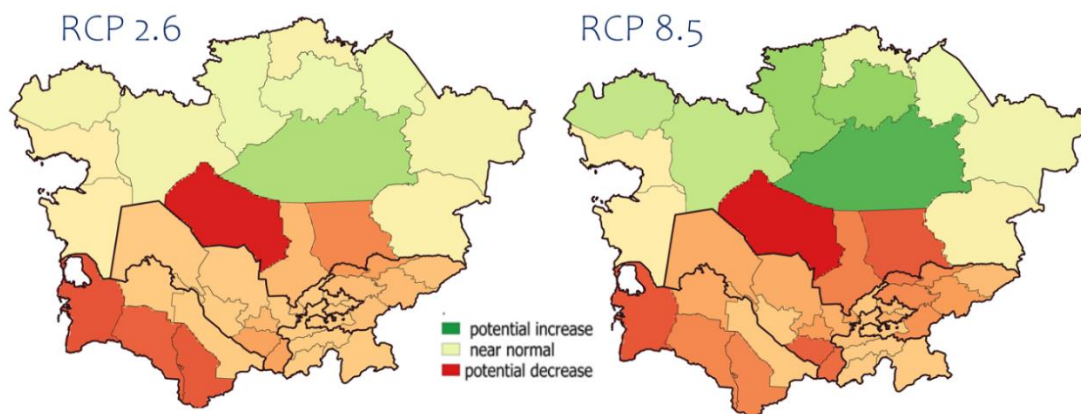 RCP 2.6
RCP 8.5
potential increase
near normal
potential decrease